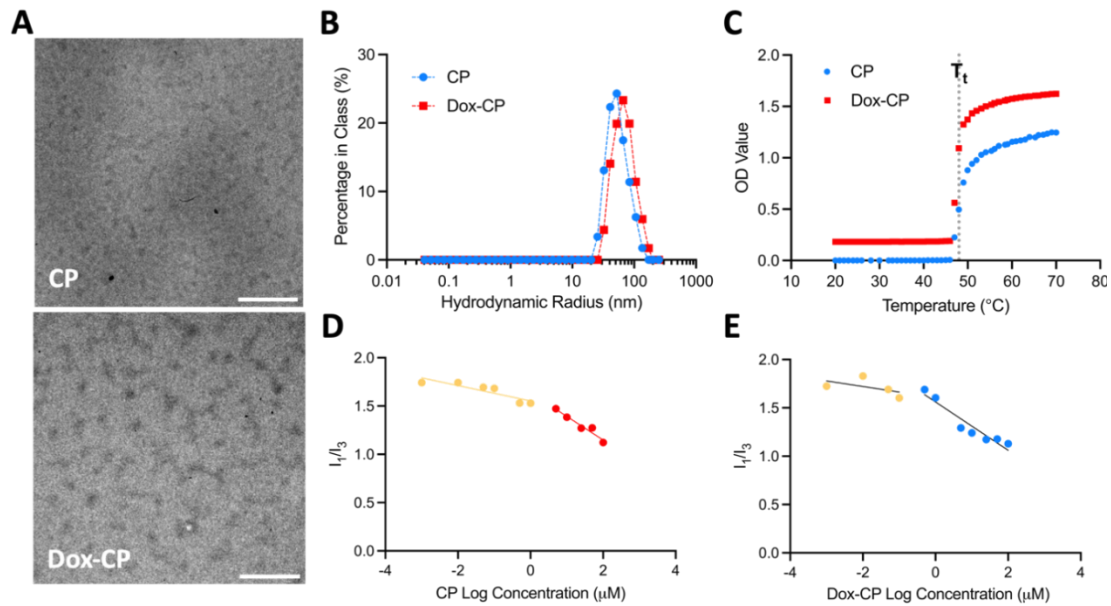 A
CP
Dox-CP
B
Percentage in Class (%)
30
20
10
0
CP
Dox-CP
0.01
0.1
1
10
100
1000
Hydrodynamic Radius (nm)
C
OD Value
2.0
1.5
1.0
0.5
0.0
CP
Dox-CP
Tt
10
20
30
40
50
60
70
80
Temperature (°C)
D
I1/I3
2.0
1.5
1.0
0.5
0.0
-4
-2
0
2
4
CP Log Concentration (μM)
E
I1/I3
2.0
1.5
1.0
0.5
0.0
-4
-2
0
2
4
Dox-CP Log Concentration (μM)